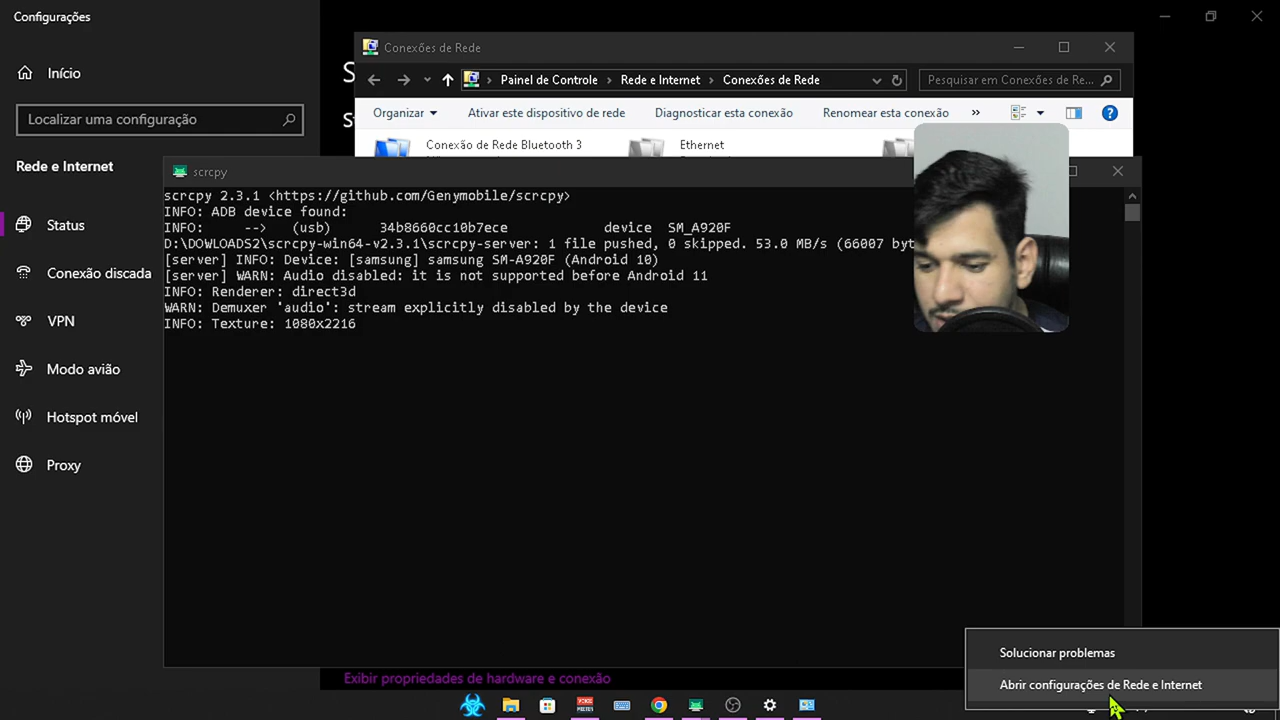 Configurações
Início
Localizar uma configuração
Rede e Internet
Status
Conexão discada
VPN
Modo avião
Hotspot móvel
Proxy
S
St
Conexões de Rede
Painel de Controle
Rede e Internet
Conexões de Rede
Pesquisar em Conexões de Re...
Organizar
Ativar este dispositivo de rede
Diagnosticar esta conexão
Renomear esta conexão
»
Conexão de Rede Bluetooth 3
Ethernet
scrcpy
scrcpy 2.3.1 <https://github.com/Genymobile/scrcpy>
INFO: ADB device found:
INFO: --> (usb) 34b8660cc10b7ece device SM_A920F
D:\DOWLOADS2\scrcpy-win64-v2.3.1\scrcpy-server: 1 file pushed, 0 skipped. 53.0 MB/s (66007 byt
[server] INFO: Device: [samsung] samsung SM-A920F (Android 10)
[server] WARN: Audio disabled: it is not supported before Android 11
INFO: Renderer: direct3d
WARN: Demuxer 'audio': stream explicitly disabled by the device
INFO: Texture: 1080x2216
Exibir propriedades de hardware e conexão
Solucionar problemas
Abrir configurações de Rede e Internet